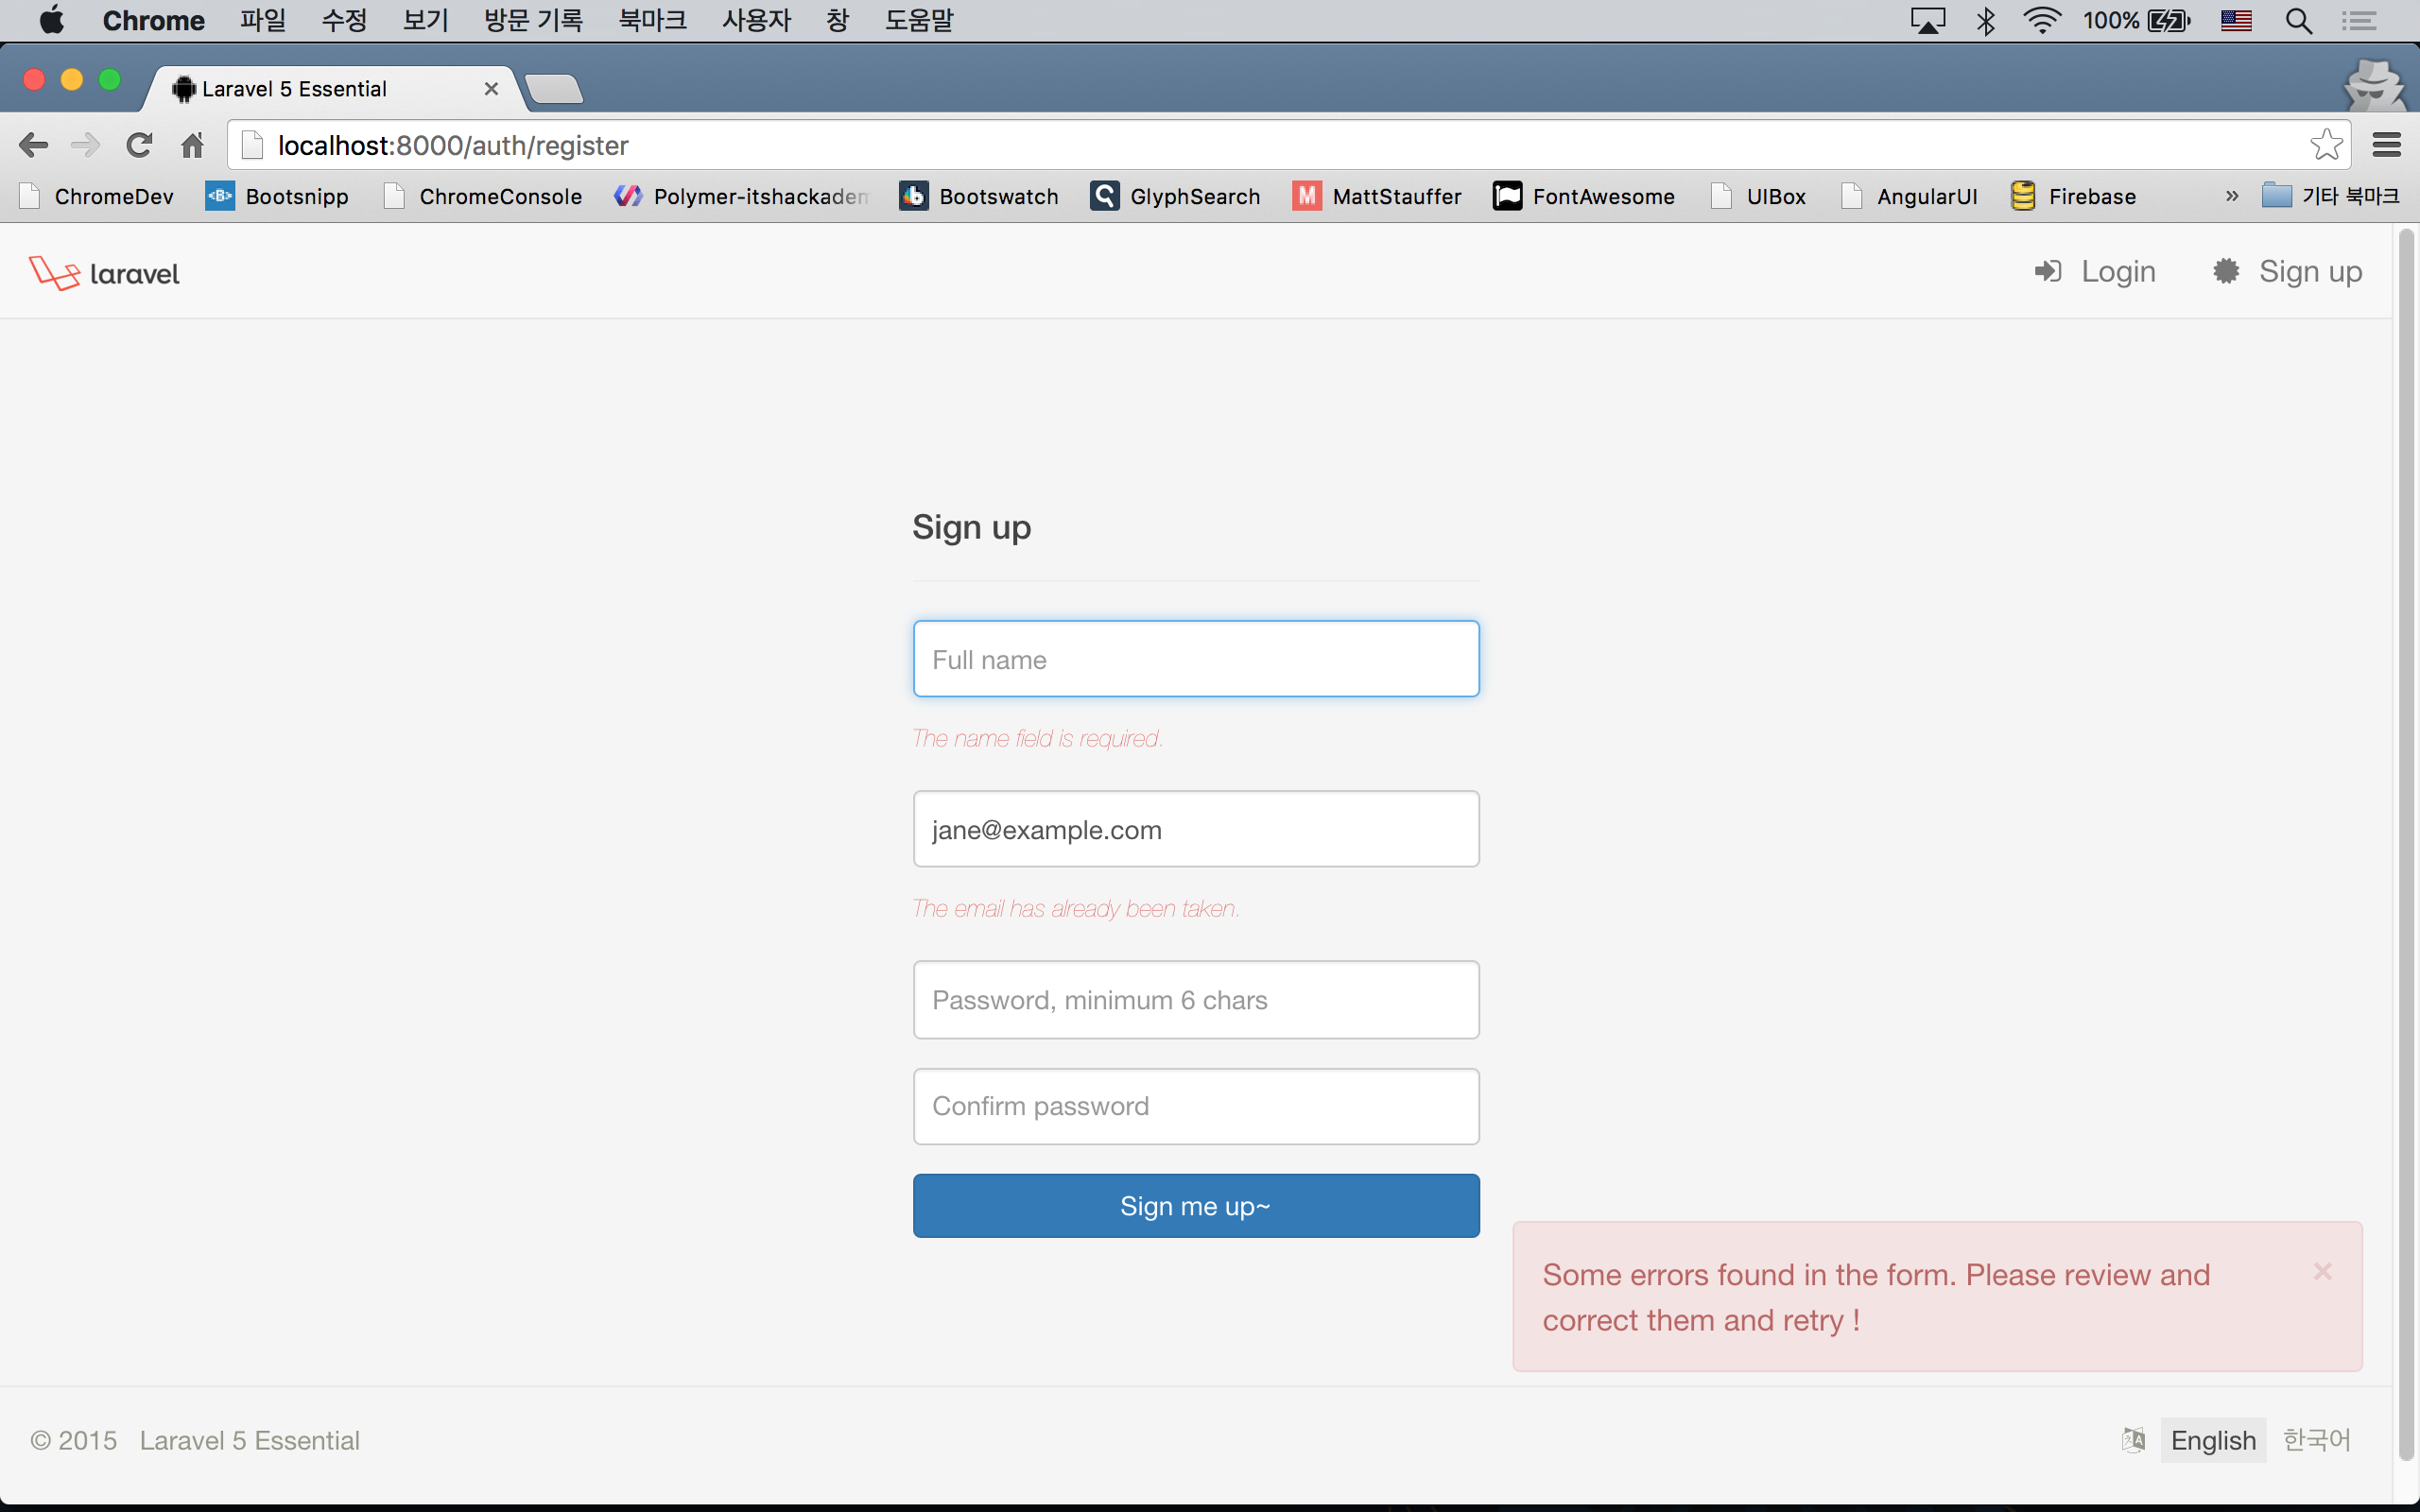 Chrome 파일 수정 보기 방문 기록 북마크 사용자 창 도움말 100%
Laravel 5 Essential
localhost:8000/auth/register
ChromeDev Bootsnipp ChromeConsole Polymer-itshackadem Bootswatch GlyphSearch M MattStauffer FontAwesome UIBox AngularUI Firebase » 기타 북마크
laravel Login Sign up
Sign up
Full name
The name field is required.
jane@example.com
The email has already been taken.
Password, minimum 6 chars
Confirm password
Sign me up~
Some errors found in the form. Please review and
correct them and retry !
© 2015 Laravel 5 Essential English 한국어